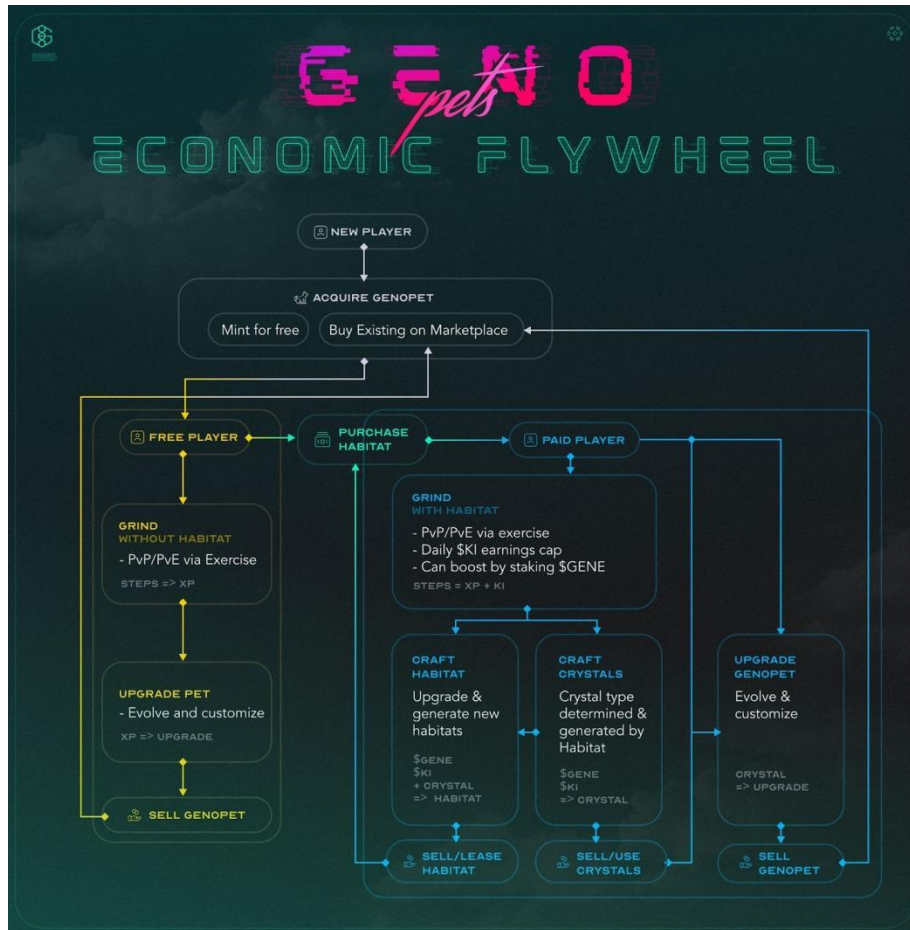 GENO
pets
ECONOMIC FLYWHEEL
NEW PLAYER
ACQUIRE GENOPET
Mint for free
Buy Existing on Marketplace
FREE PLAYER
PURCHASE
HABITAT
PAID PLAYER
GRIND
WITHOUT HABITAT
- PvP/PvE via Exercise
STEPS => XP
GRIND
WITH HABITAT
- PvP/PvE via exercise
- Daily $KI earnings cap
- Can boost by staking $GENE
STEPS = XP + KI
UPGRADE PET
- Evolve and customize
XP => UPGRADE
CRAFT
HABITAT
Upgrade &
generate new
habitats
$GENE
$KI
+ CRYSTAL
=> HABITAT
CRAFT
CRYSTALS
Crystal type
determined &
generated by
Habitat
$GENE
$KI
=> CRYSTAL
UPGRADE
GENOPET
Evolve &
customize
CRYSTAL
=> UPGRADE
SELL GENOPET
SELL/LEASE
HABITAT
SELL/USE
CRYSTALS
SELL
GENOPET